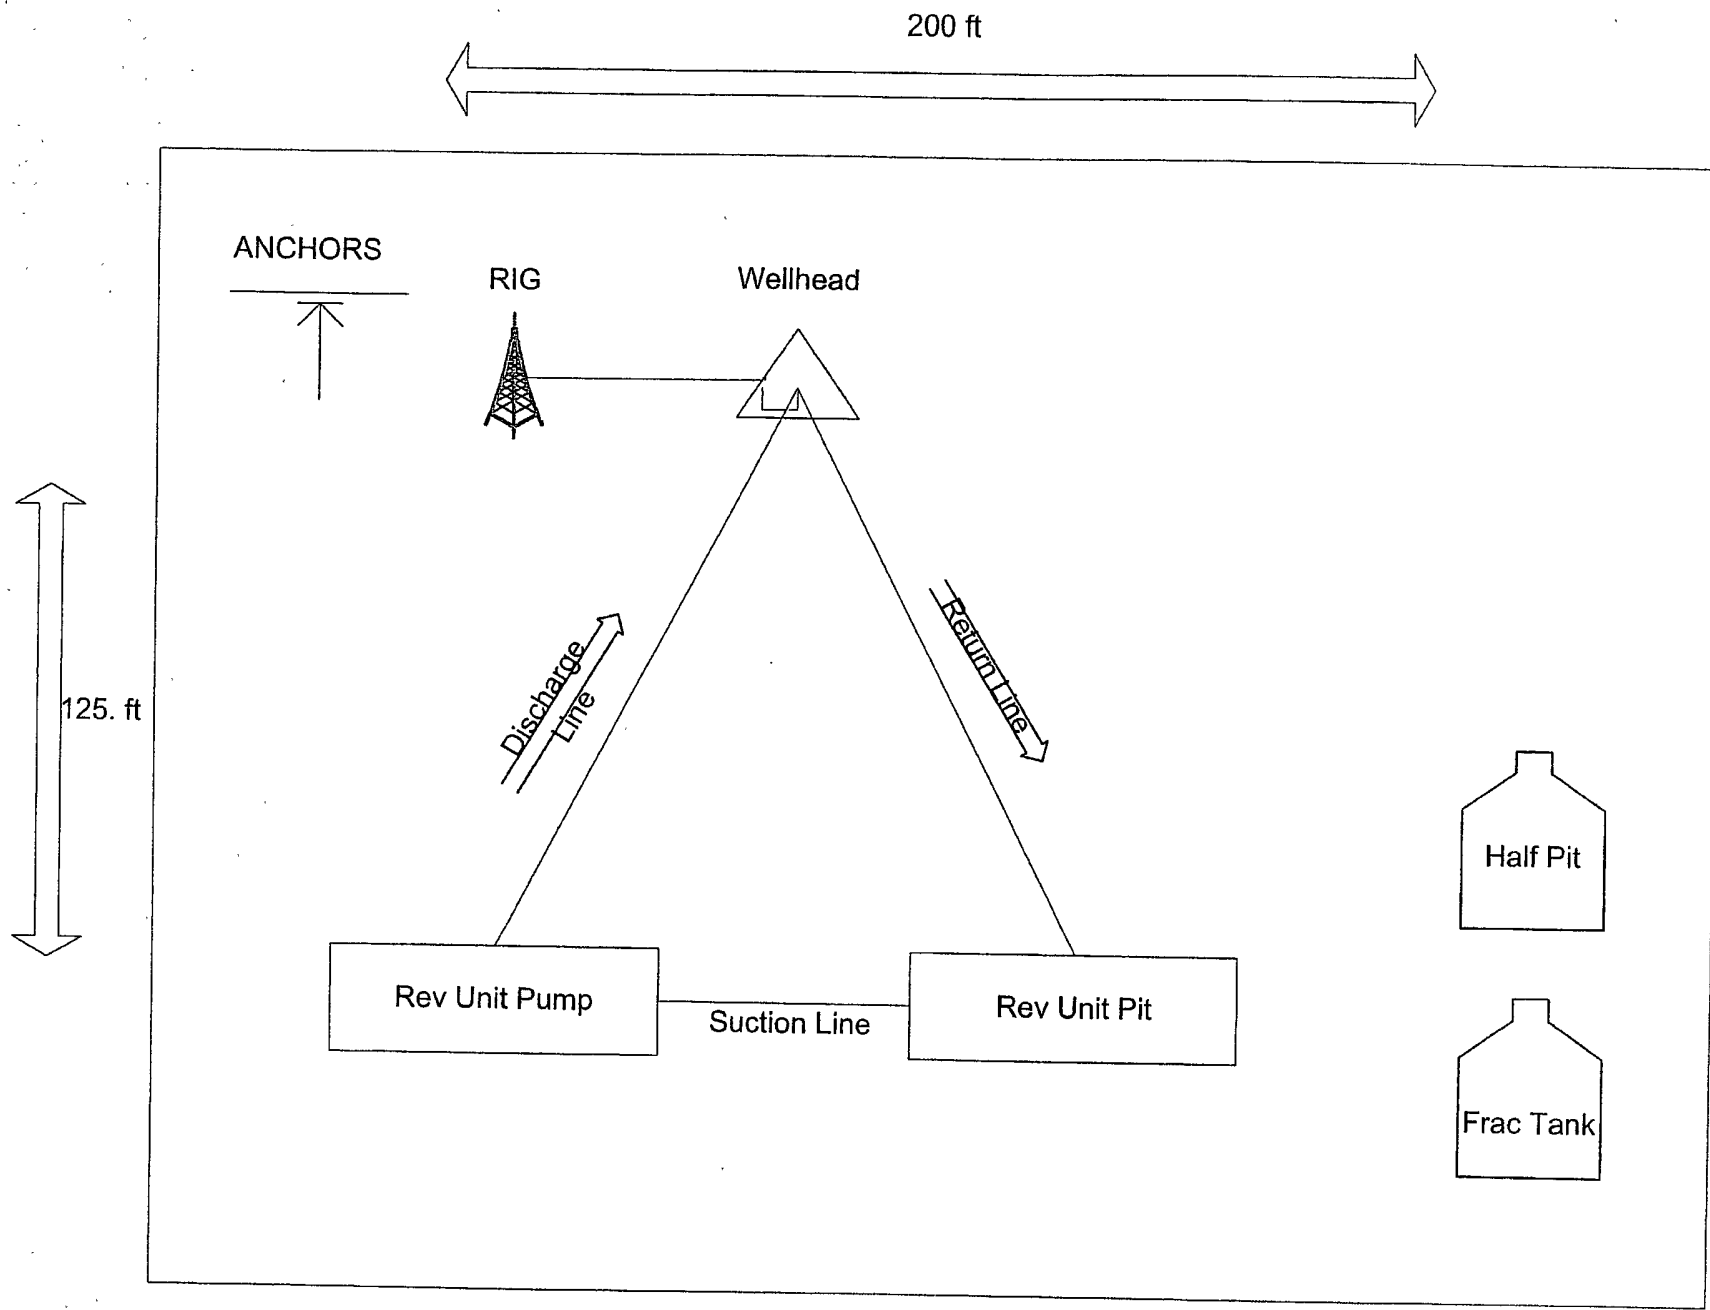 200 ft
ANCHORS
RIG
Wellhead
125. ft
Discharge
Line
Return Line
Half Pit
Rev Unit Pump
Suction Line
Rev Unit Pit
Frac Tank